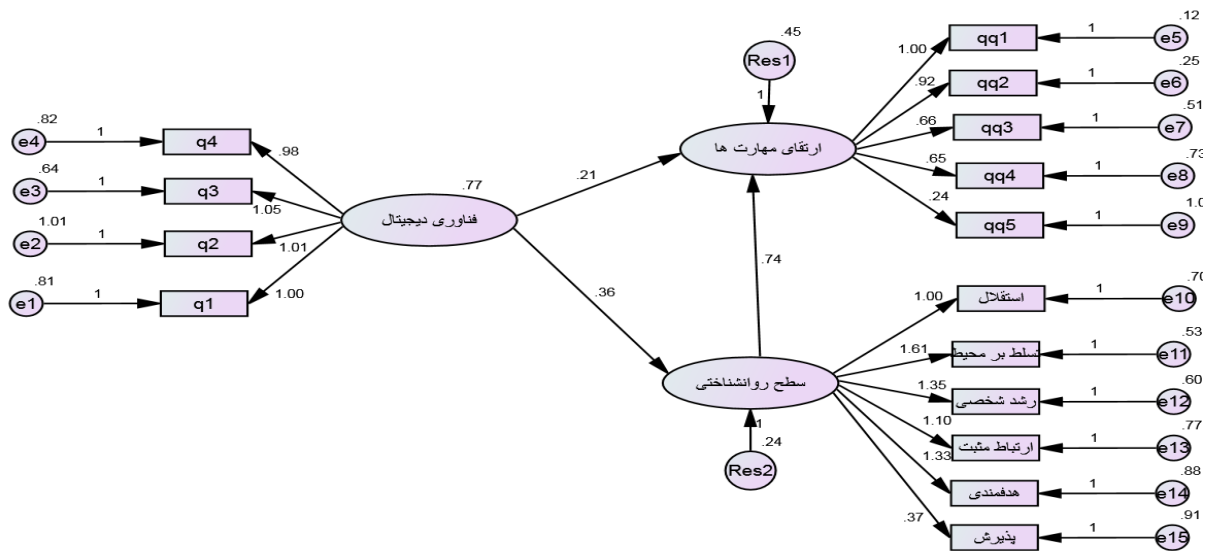 .45
Res1
1
1.00
qq1
1
.12
e5
.92
qq2
1
.25
e6
.66
qq3
1
.51
e7
.65
qq4
1
.73
e8
.24
qq5
1
1.0
e9
ارتقای مهارت ها
.82
e4
1
q4
.98
.64
e3
1
q3
1.05
1.01
e2
1
q2
1.01
.81
e1
1
q1
1.00
.77
فناوری دیجیتال
.21
.36
.74
سطح روانشناختی
1
.24
Res2
1.00
استقلال
1
.70
e10
1.61
تسلط بر محیط
1
.53
e11
1.35
رشد شخصی
1
.60
e12
1.10
ارتباط مثبت
1
.77
e13
1.33
هدفمندی
1
.88
e14
.37
پذیرش
1
.91
e15